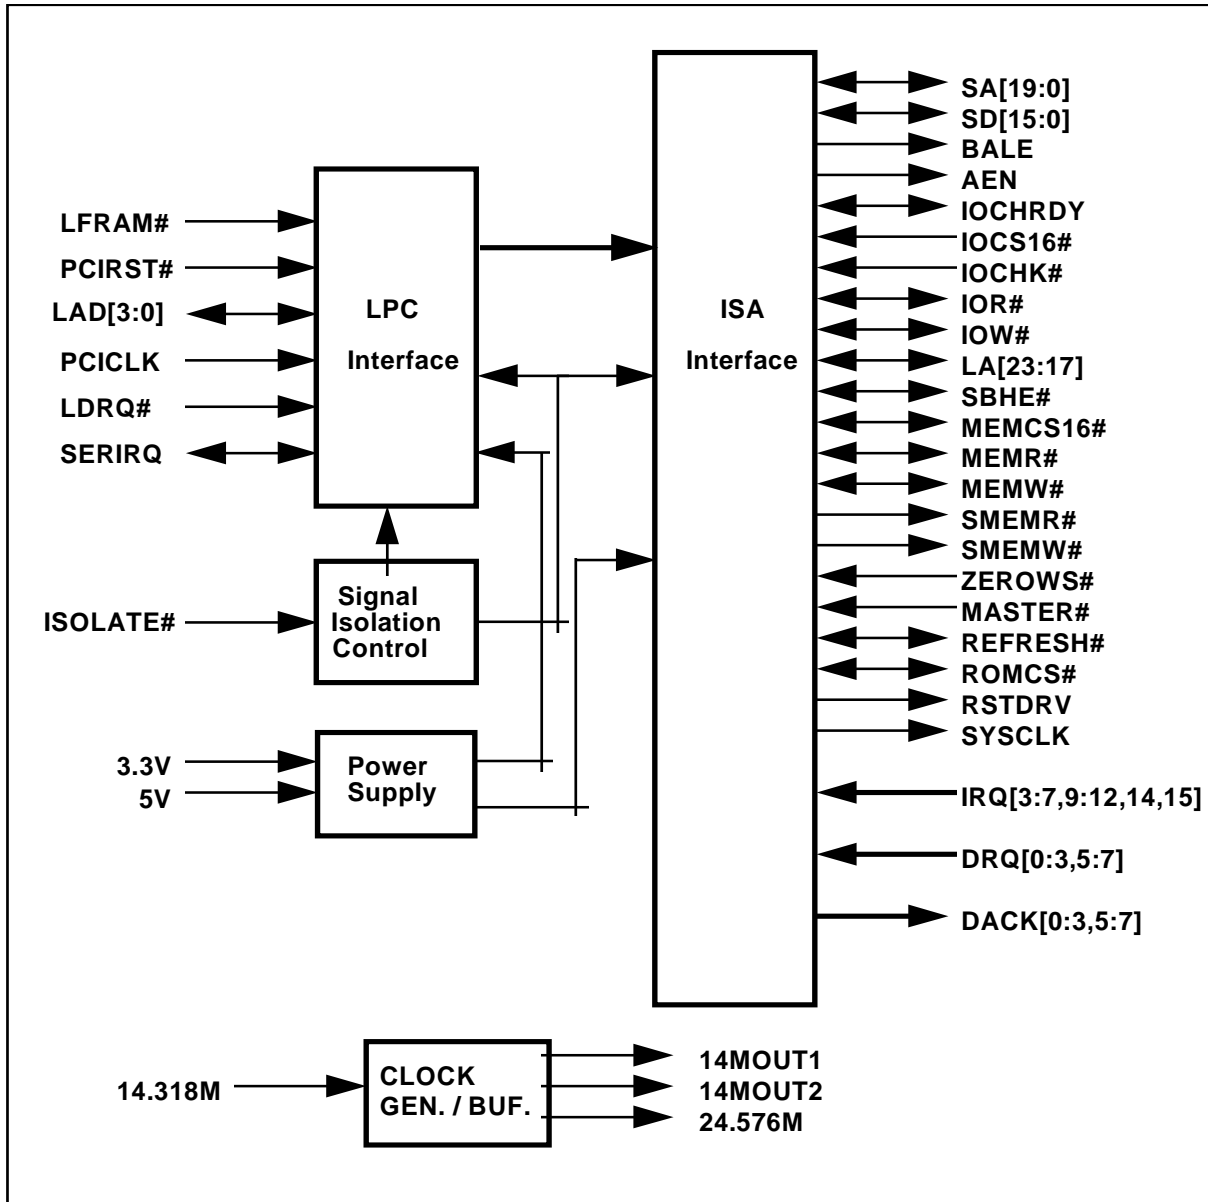 LFRAM#
PCIRST#
LAD[3:0]
PCICLK
LDRQ#
SERIRQ
LPC
Interface
ISOLATE#
Signal
Isolation
Control
3.3V
5V
Power
Supply
ISA
Interface
SA[19:0]
SD[15:0]
BALE
AEN
IOCHRDY
IOCS16#
IOCHK#
IOR#
IOW#
LA[23:17]
SBHE#
MEMCS16#
MEMR#
MEMW#
SMEMR#
SMEMW#
ZEROWS#
MASTER#
REFRESH#
ROMCS#
RSTDRV
SYSCLK
IRQ[3:7,9:12,14,15]
DRQ[0:3,5:7]
DACK[0:3,5:7]
14.318M
CLOCK
GEN. / BUF.
14MOUT1
14MOUT2
24.576M